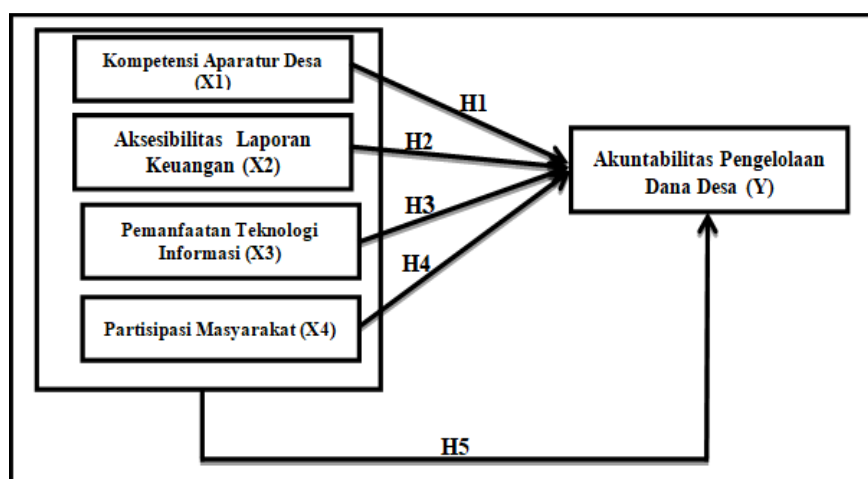 Kompetensi Aparatur Desa
(X1)
Aksesibilitas Laporan
Keuangan (X2)
Pemanfaatan Teknologi
Informasi (X3)
Partisipasi Masyarakat (X4)
H1
H2
H3
H4
Akuntabilitas Pengelolaan
Dana Desa (Y)
H5